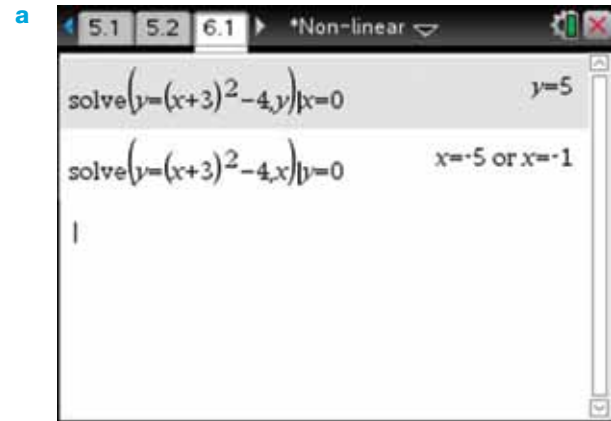 a
5.1 5.2 6.1 *Non-linear
solve(y=(x+3)²−4,y)|x=0 y=5
solve(y=(x+3)²−4,x)|y=0 x=-5 or x=-1